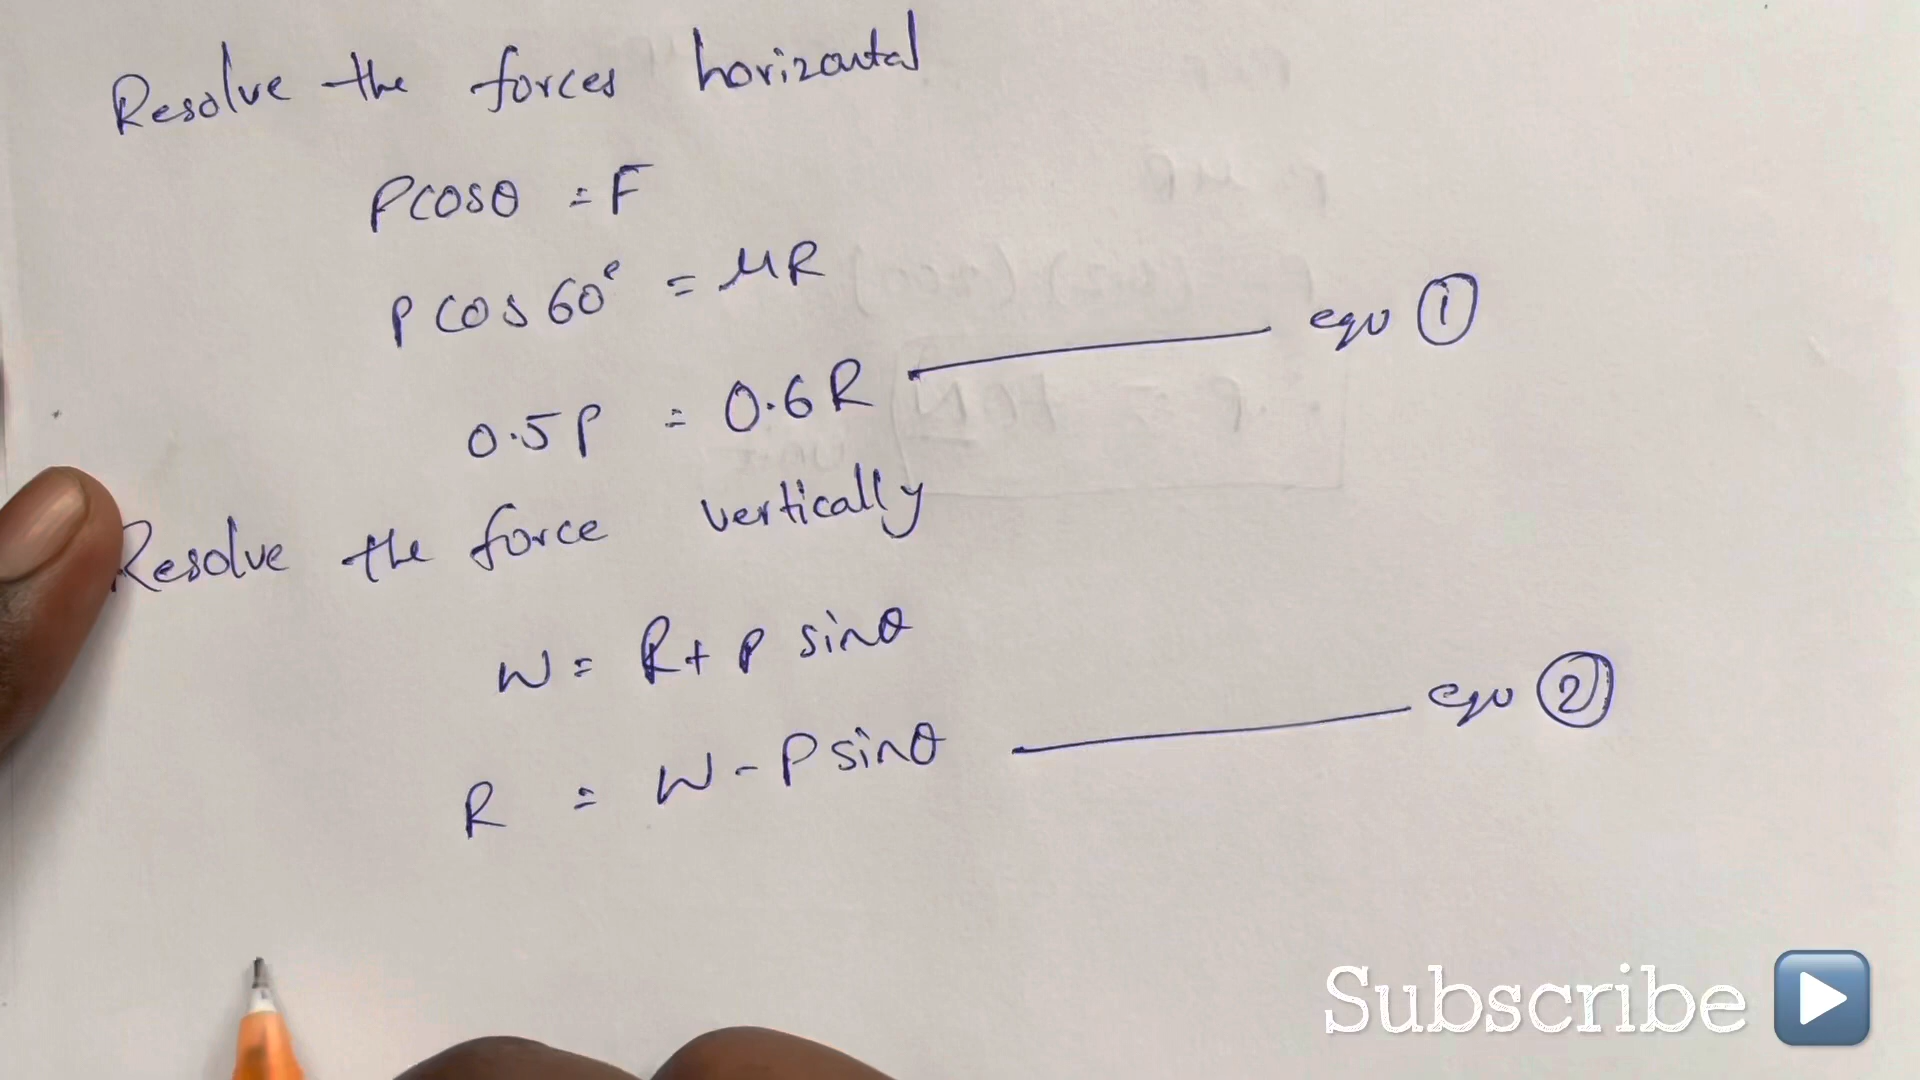 Resolve the forces horizontal
Pcosθ = F
P cos 60° = μR
0.5P = 0.6R equ ①
Resolve the force vertically
W = R + P sinθ
R = W - P sinθ equ ②
Subscribe